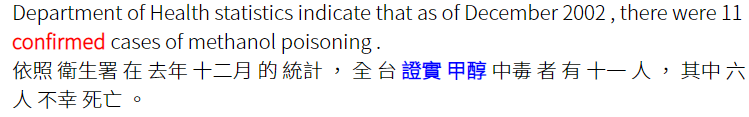 Department of Health statistics indicate that as of December 2002 , there were 11
confirmed cases of methanol poisoning .
依照 衛生署 在 去年 十二月 的 統計 ， 全 台 證實 甲醇 中毒 者 有 十一 人 ， 其中 六
人 不幸 死亡 。